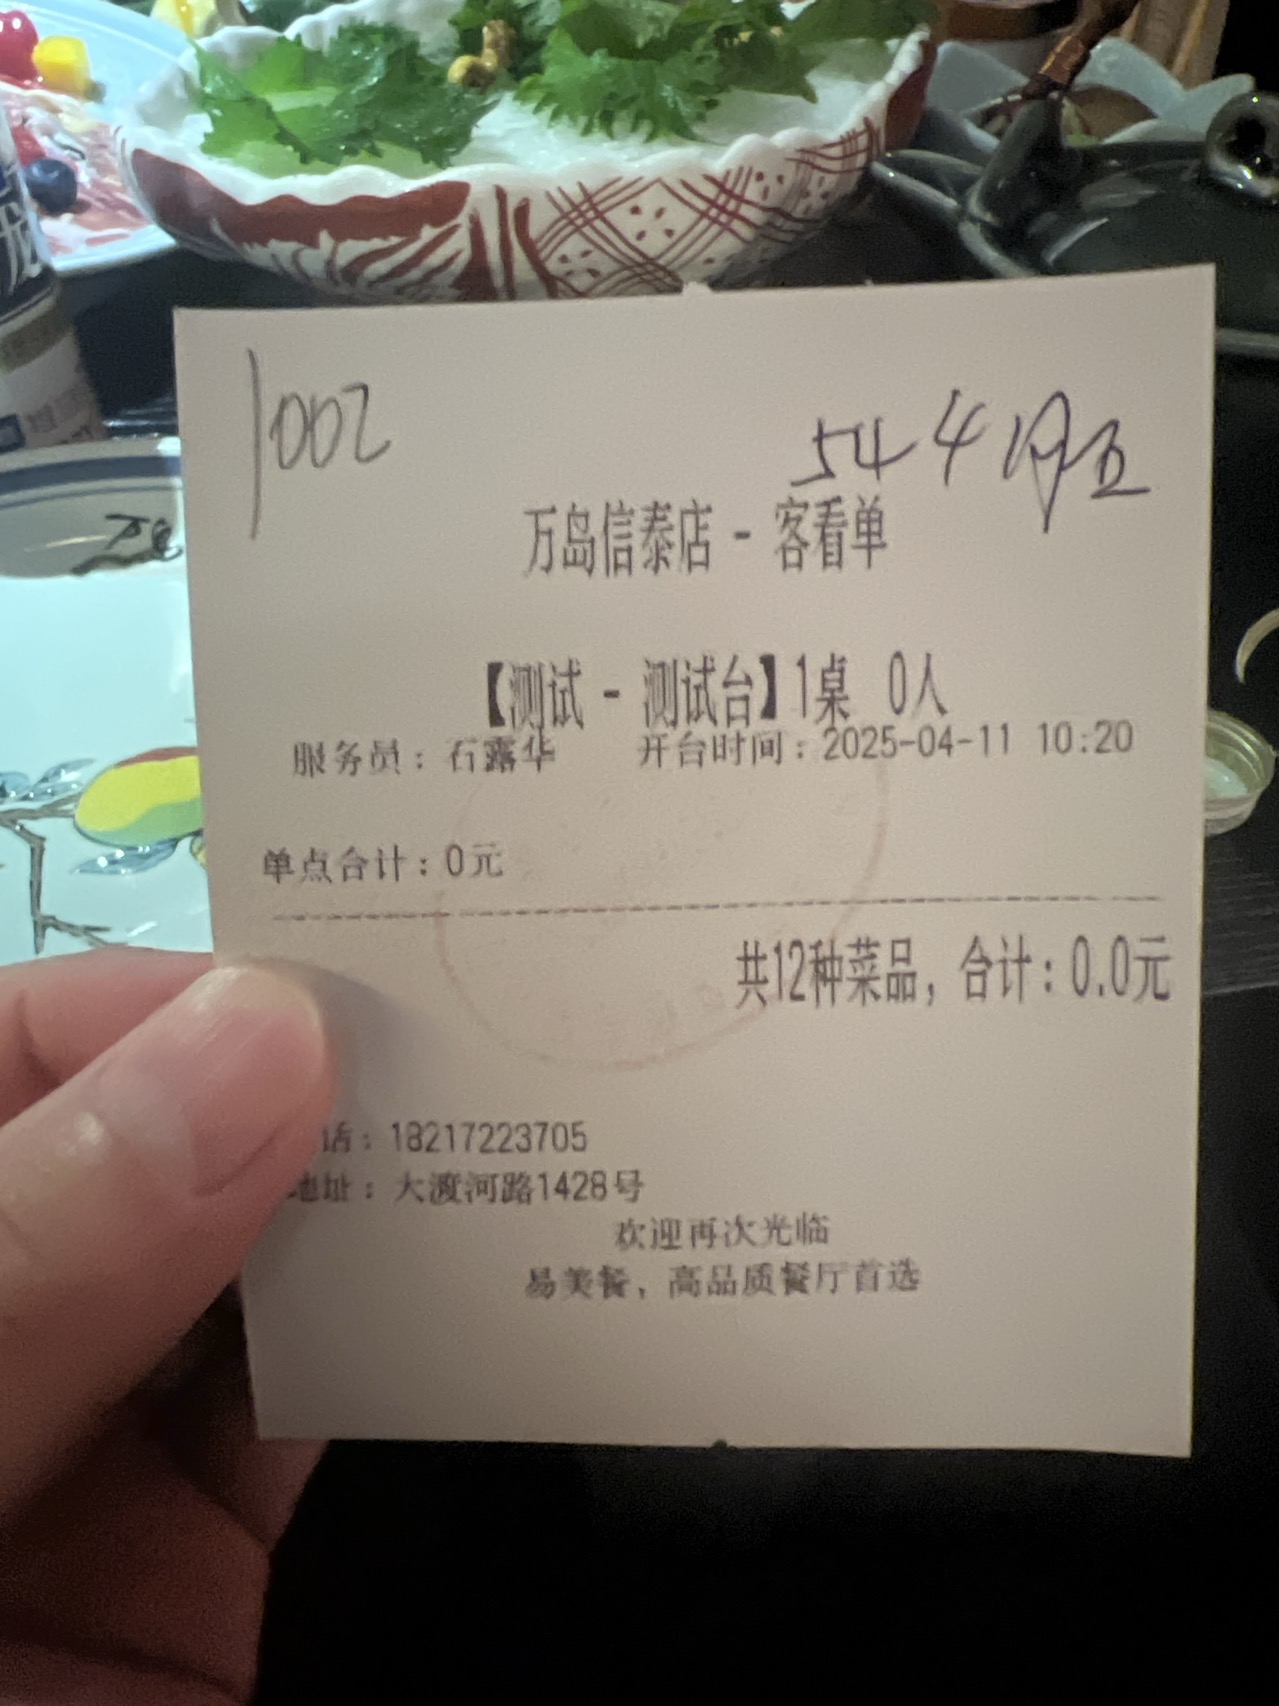 1002
544
万岛信泰店 - 客看单
【测试 - 测试台】1桌 0人
服务员：石露华 开台时间：2025-04-11 10:20
单点合计：0元
共12种菜品，合计：0.0元
话：18217223705
地址：大渡河路1428号
欢迎再次光临
易美餐，高品质餐厅首选